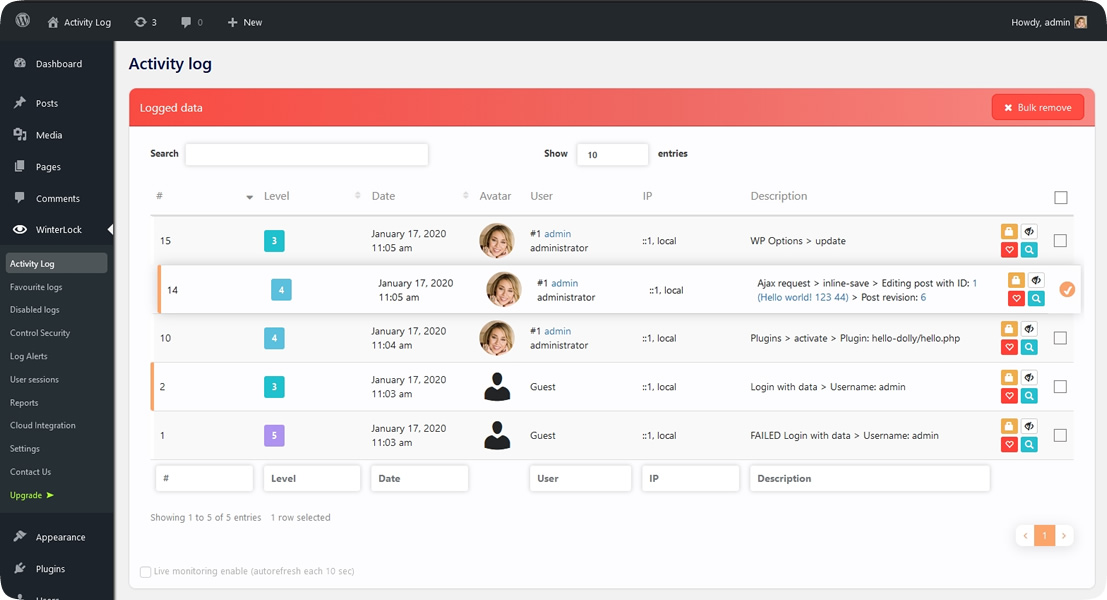 Activity Log
3
0
New
Howdy, admin
Dashboard
Posts
Media
Pages
Comments
WinterLock
Activity Log
Favourite logs
Disabled logs
Control Security
Log Alerts
User sessions
Reports
Cloud Integration
Settings
Contact Us
Upgrade ➤
Appearance
Plugins
Activity log
Logged data
✖ Bulk remove
Search
Show 10 entries
# Level Date Avatar User IP Description
15 3 January 17, 2020 #1 admin ::1, local WP Options > update
11:05 am administrator
14 4 January 17, 2020 #1 admin ::1, local Ajax request > inline-save > Editing post with ID: 1
11:05 am administrator (Hello world! 123 44) > Post revision: 6
10 4 January 17, 2020 #1 admin ::1, local Plugins > activate > Plugin: hello-dolly/hello.php
11:04 am administrator
2 3 January 17, 2020 Guest ::1, local Login with data > Username: admin
11:03 am
1 5 January 17, 2020 Guest ::1, local FAILED Login with data > Username: admin
11:03 am
# Level Date User IP Description
Showing 1 to 5 of 5 entries 1 row selected
‹ 1 ›
Live monitoring enable (autorefresh each 10 sec)